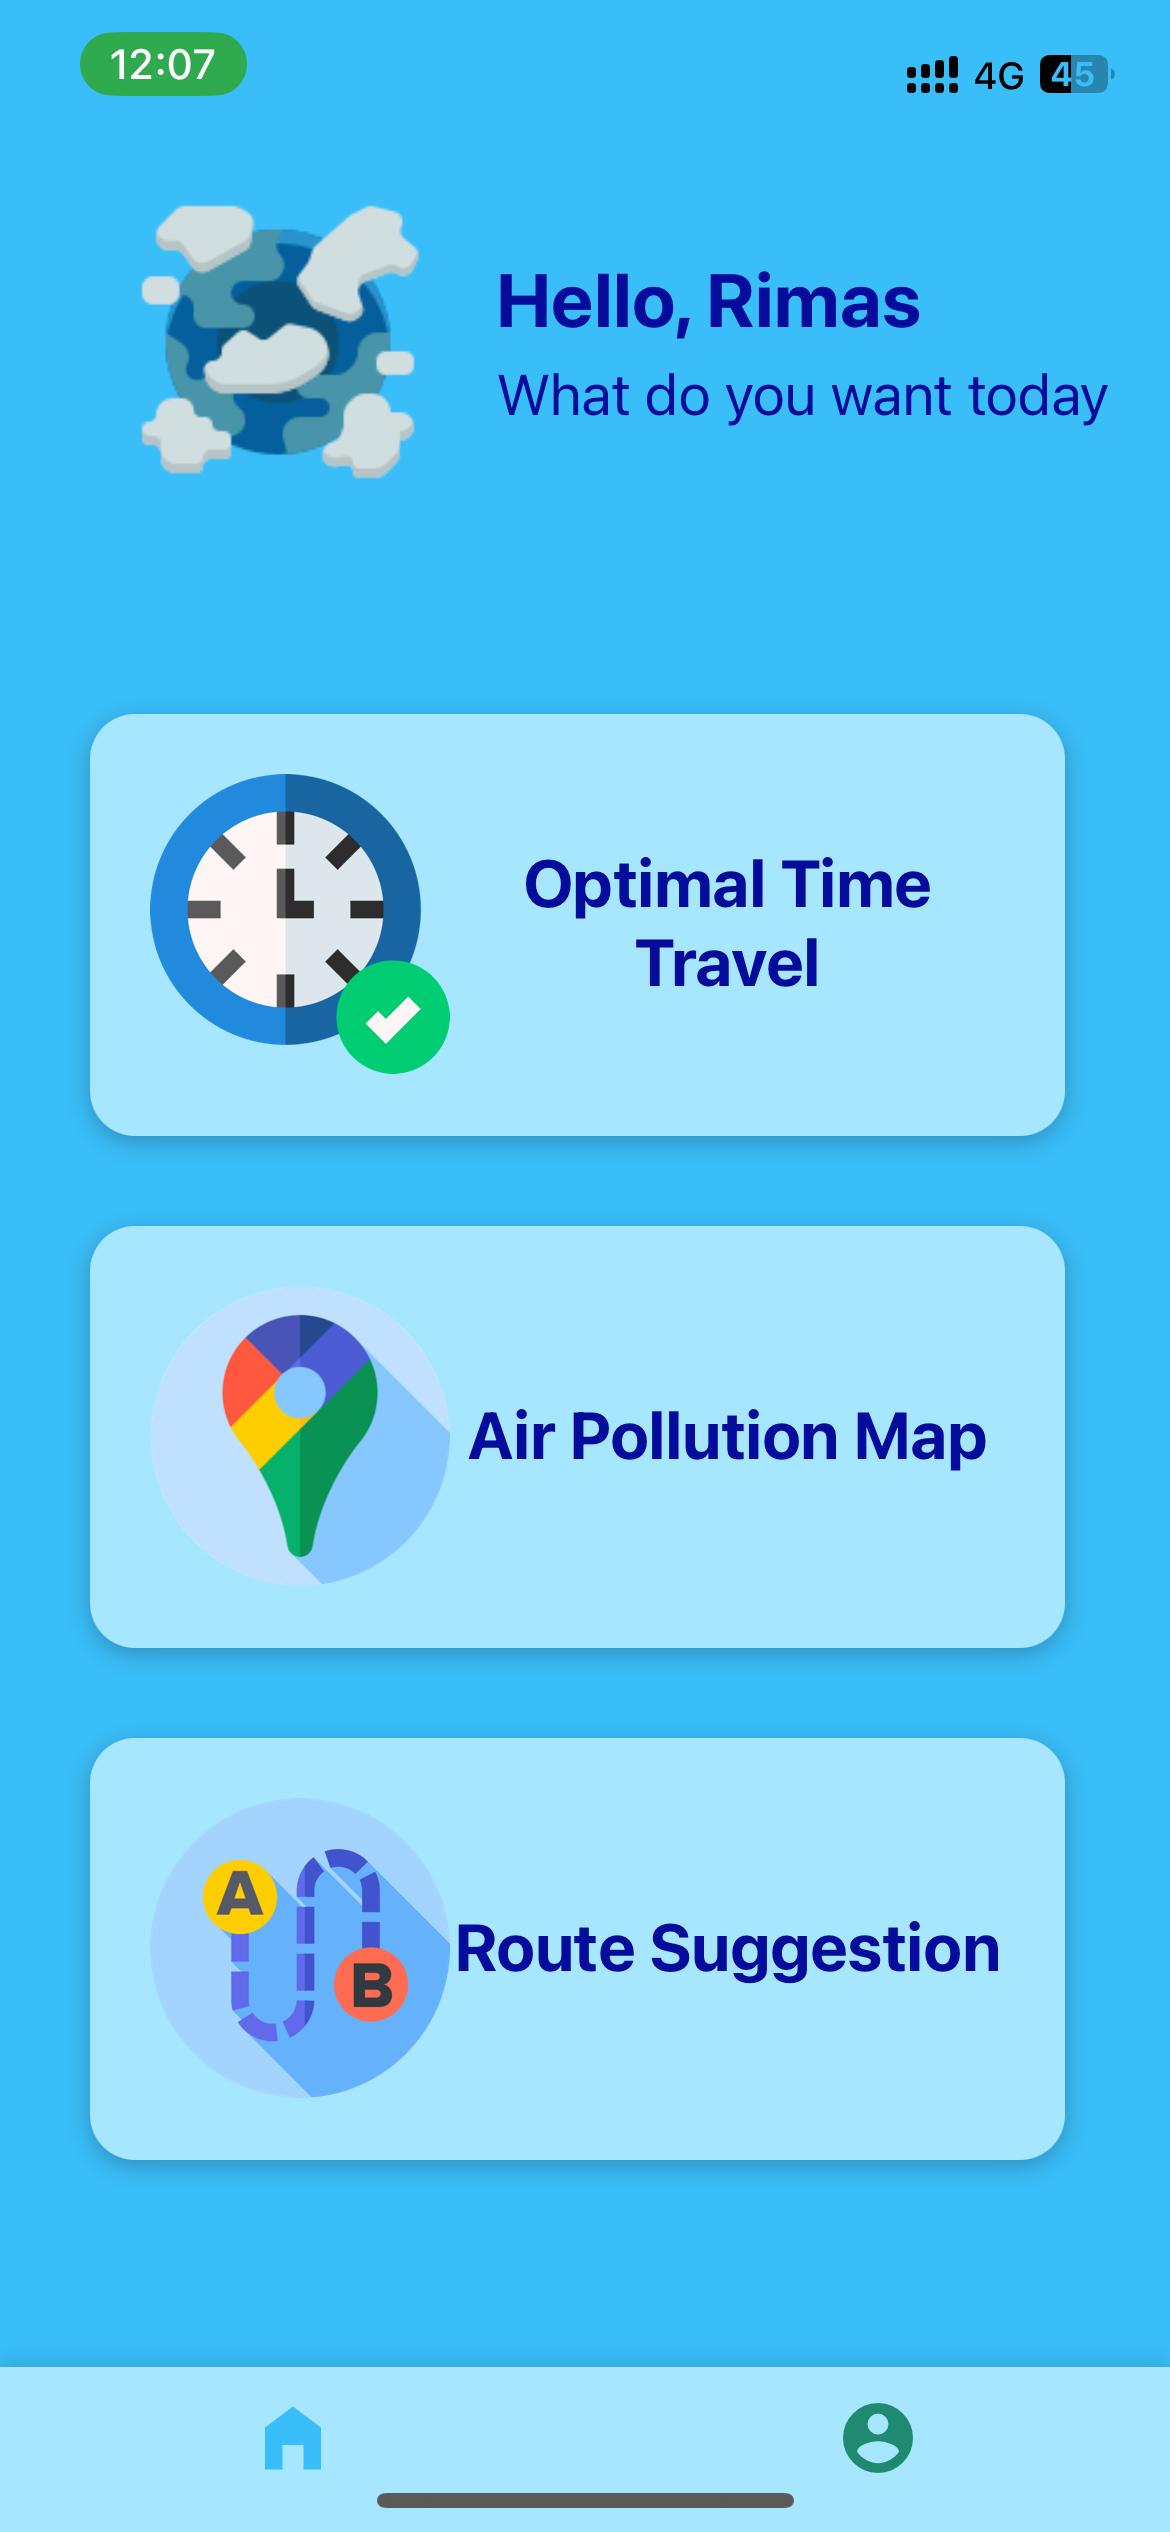 12:07
4G 45
Hello, Rimas
What do you want today
Optimal Time
Travel
Air Pollution Map
A
B
Route Suggestion